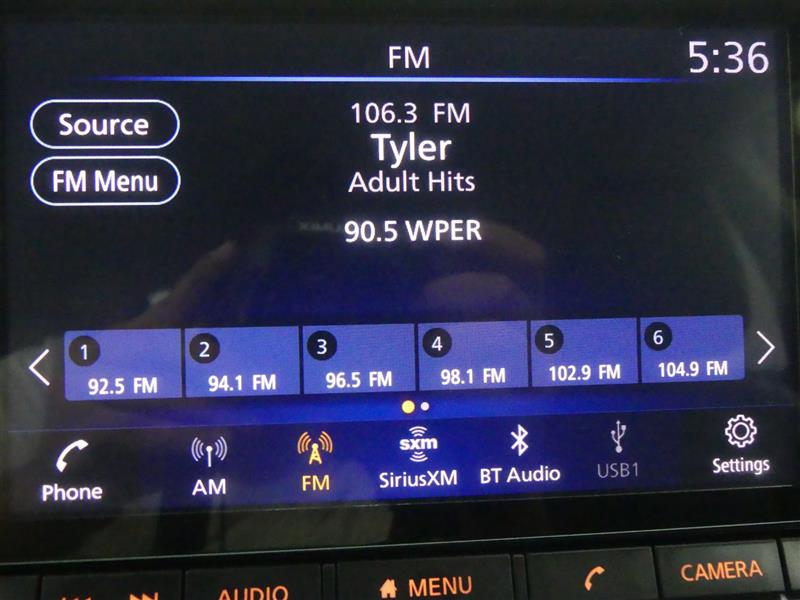 FM
5:36
Source
FM Menu
106.3 FM
Tyler
Adult Hits
90.5 WPER
1
92.5 FM
2
94.1 FM
3
96.5 FM
4
98.1 FM
5
102.9 FM
6
104.9 FM
Phone
AM
FM
sxm
SiriusXM
BT Audio
USB1
Settings
AUDIO
MENU
CAMERA